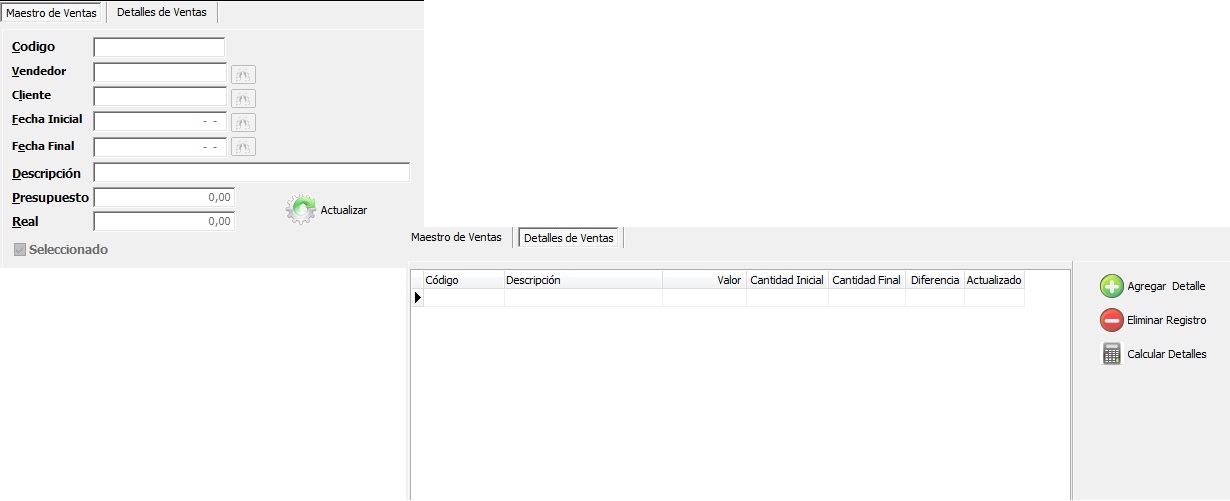 Maestro de Ventas Detalles de Ventas
Codigo
Vendedor
Cliente
Fecha Inicial - -
Fecha Final - -
Descripción
Presupuesto 0,00
Real 0,00
Actualizar
Seleccionado
Maestro de Ventas Detalles de Ventas
Código Descripción Valor Cantidad Inicial Cantidad Final Diferencia Actualizado
Agregar Detalle
Eliminar Registro
Calcular Detalles